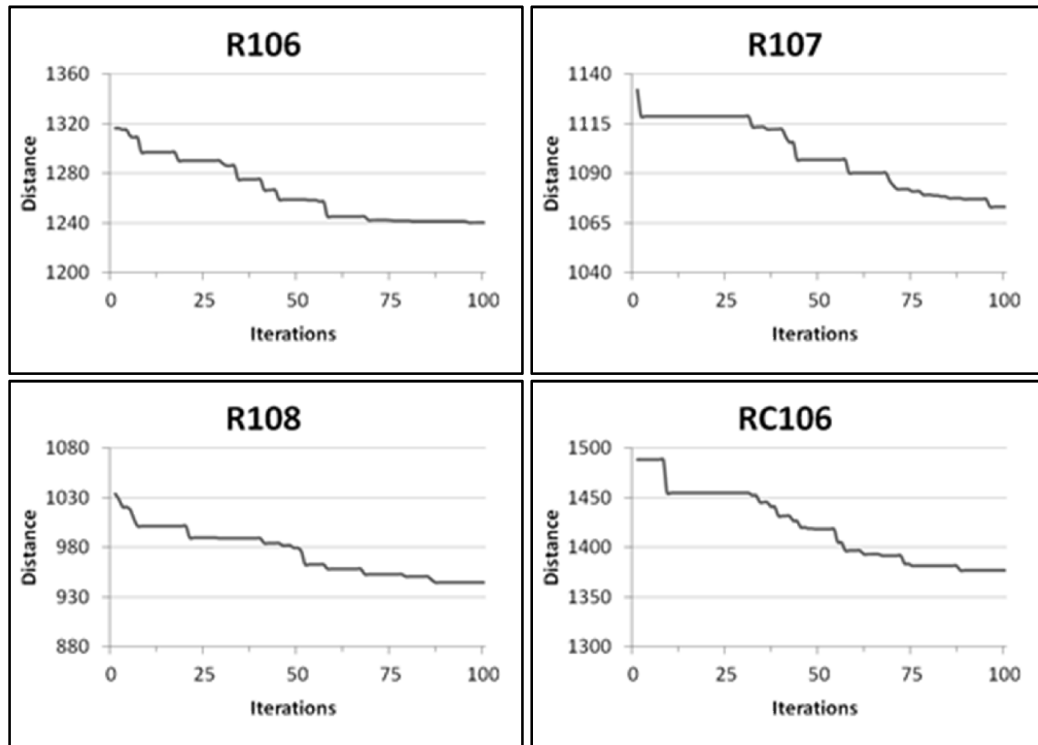 R106
1360
1320
1280
1240
1200
Distance
0 25 50 75 100
Iterations
R107
1140
1115
1090
1065
1040
Distance
0 25 50 75 100
Iterations
R108
1080
1030
980
930
880
Distance
0 25 50 75 100
Iterations
RC106
1500
1450
1400
1350
1300
Distance
0 25 50 75 100
Iterations